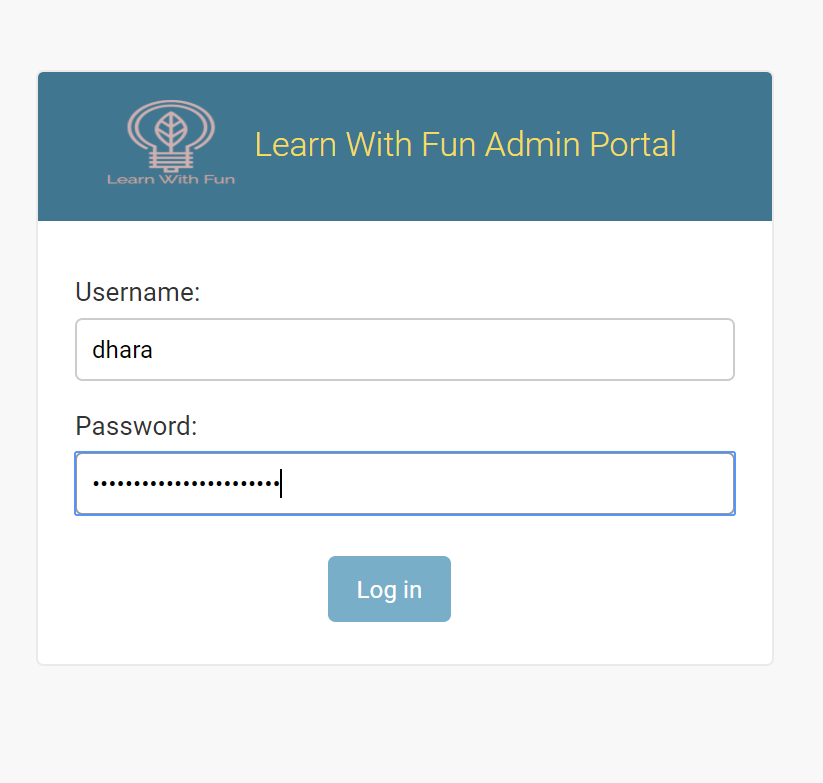 Learn With Fun
Learn With Fun Admin Portal
Username:
dhara
Password:
•••••••••••••••••••••••
Log in